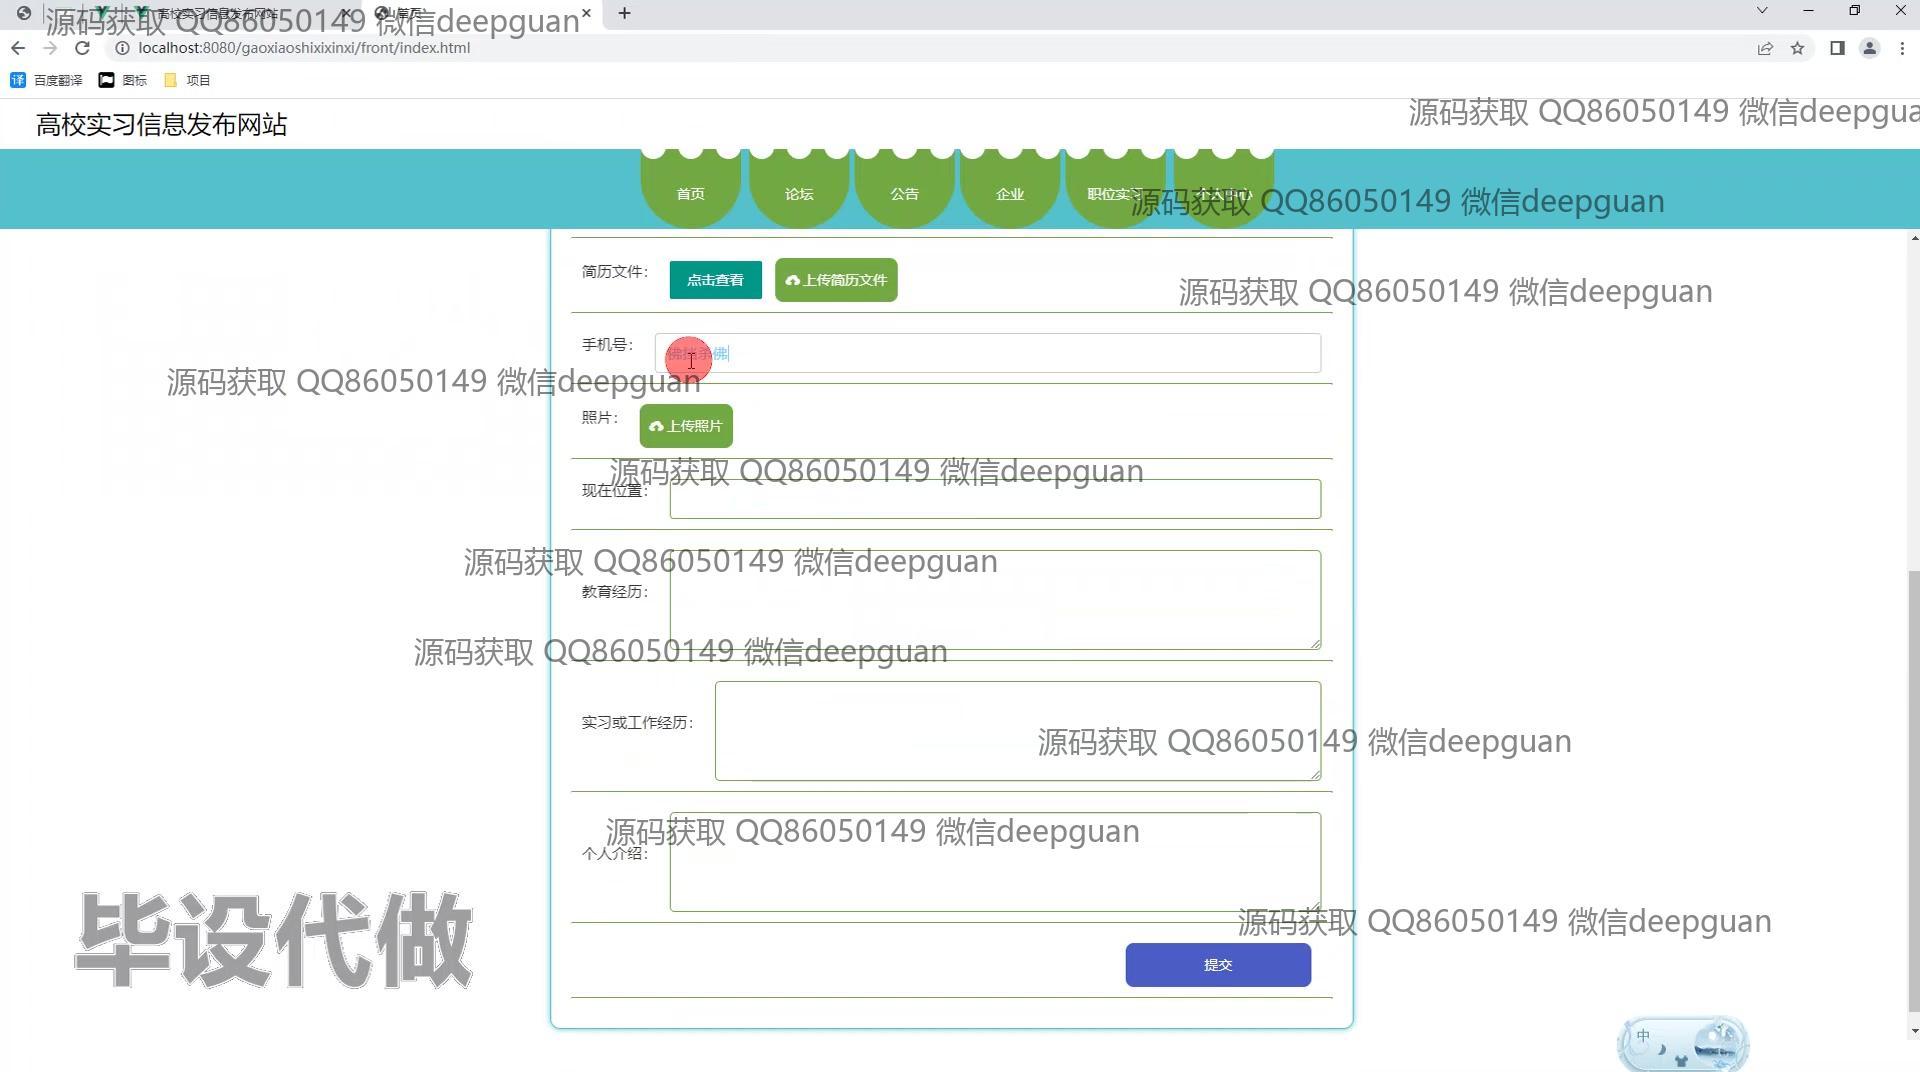 高校实习信息发布网站
首页
源码获取 QQ86050149 微信deepguan
localhost:8080/gaoxiaoshixixinxi/front/index.html
百度翻译 图标 项目
高校实习信息发布网站
源码获取 QQ86050149 微信deepgua
首页 论坛 公告 企业 职位实习 个人中心
源码获取 QQ86050149 微信deepguan
简历文件： 点击查看 上传简历文件
源码获取 QQ86050149 微信deepguan
手机号：
源码获取 QQ86050149 微信deepguan
照片： 上传照片
源码获取 QQ86050149 微信deepguan
现在位置：
源码获取 QQ86050149 微信deepguan
教育经历：
源码获取 QQ86050149 微信deepguan
实习或工作经历：
源码获取 QQ86050149 微信deepguan
源码获取 QQ86050149 微信deepguan
个人介绍：
源码获取 QQ86050149 微信deepguan
毕设代做
提交
中